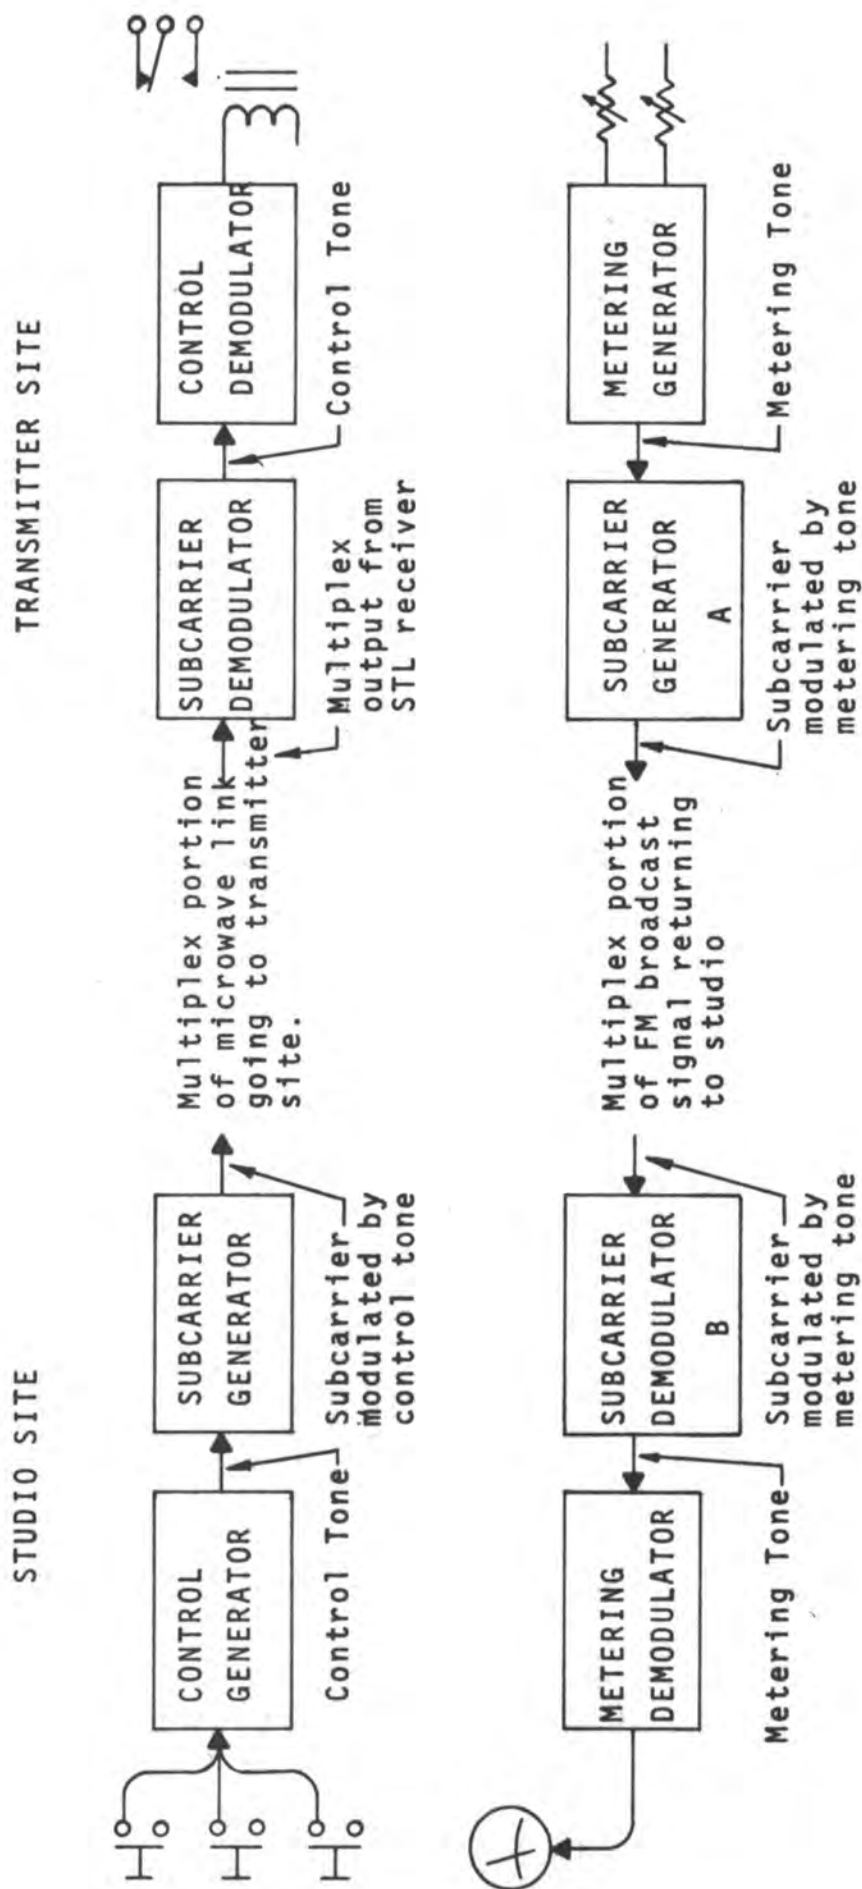 STUDIO SITE
TRANSMITTER SITE
CONTROL
GENERATOR
Control Tone
SUBCARRIER
GENERATOR
Subcarrier
modulated by
control tone
Multiplex portion
of microwave link
going to transmitter
site.
SUBCARRIER
DEMODULATOR
Multiplex
output from
STL receiver
CONTROL
DEMODULATOR
Control Tone
METERING
DEMODULATOR
Metering Tone
SUBCARRIER
DEMODULATOR
B
Subcarrier
modulated by
metering tone
Multiplex portion
of FM broadcast
signal returning
to studio
SUBCARRIER
GENERATOR
A
Subcarrier
modulated by
metering tone
METERING
GENERATOR
Metering Tone